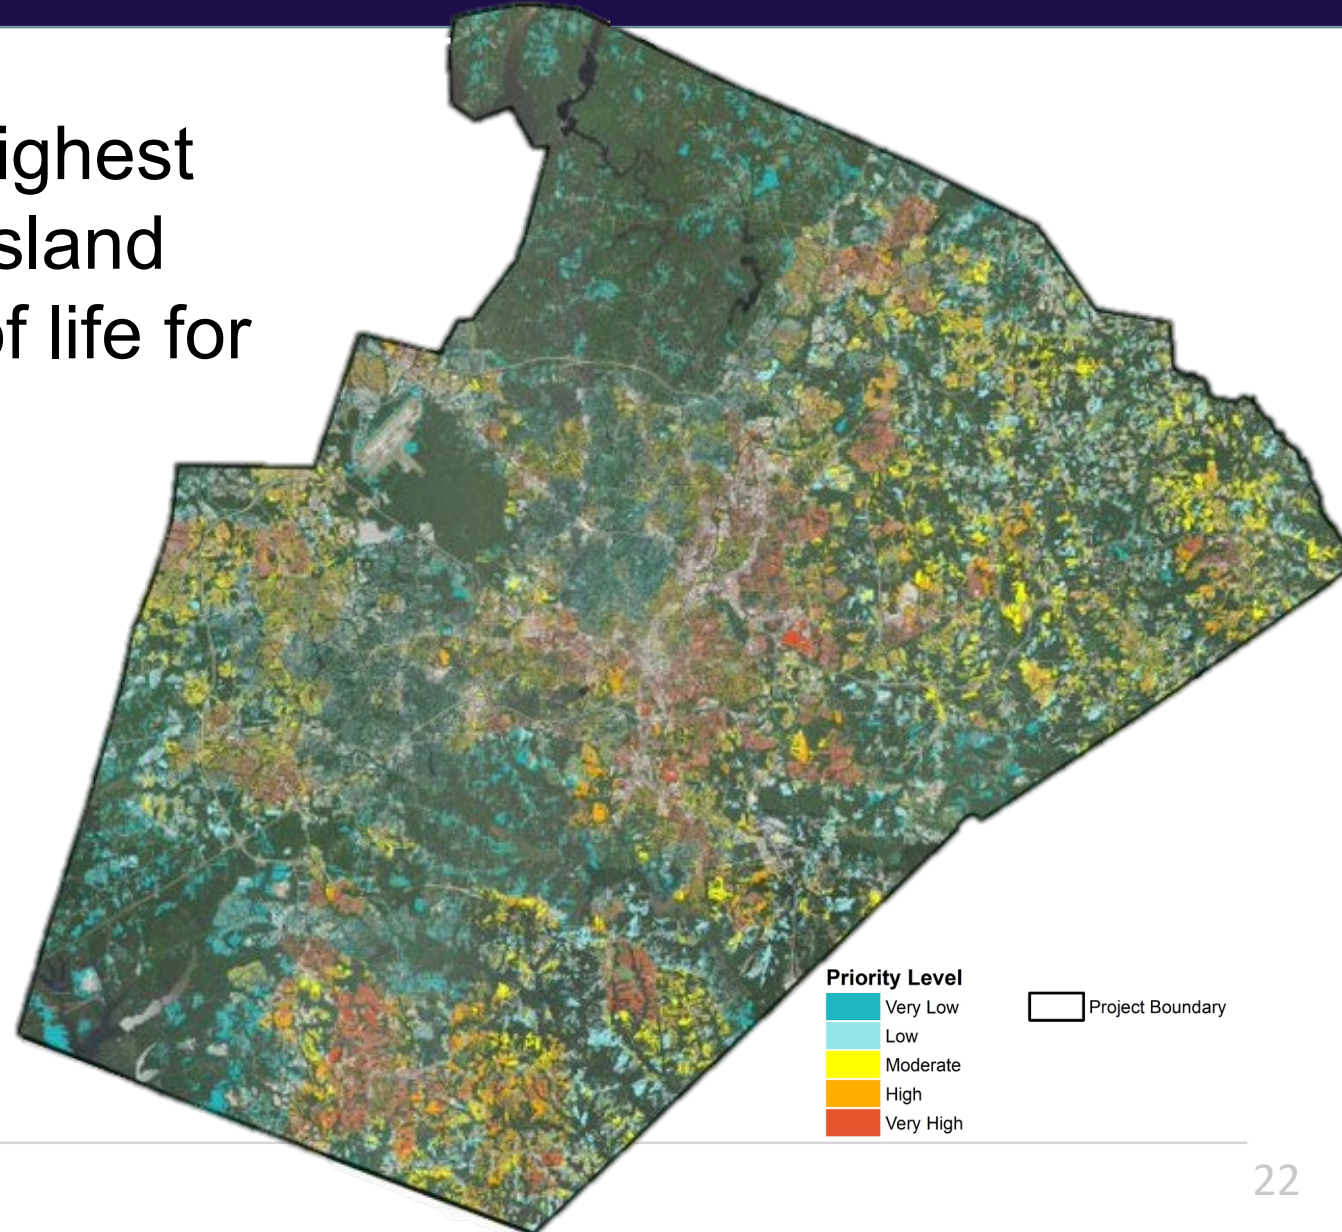 ighest
sland
of life for
Priority Level
Very Low
Low
Moderate
High
Very High
Project Boundary
22